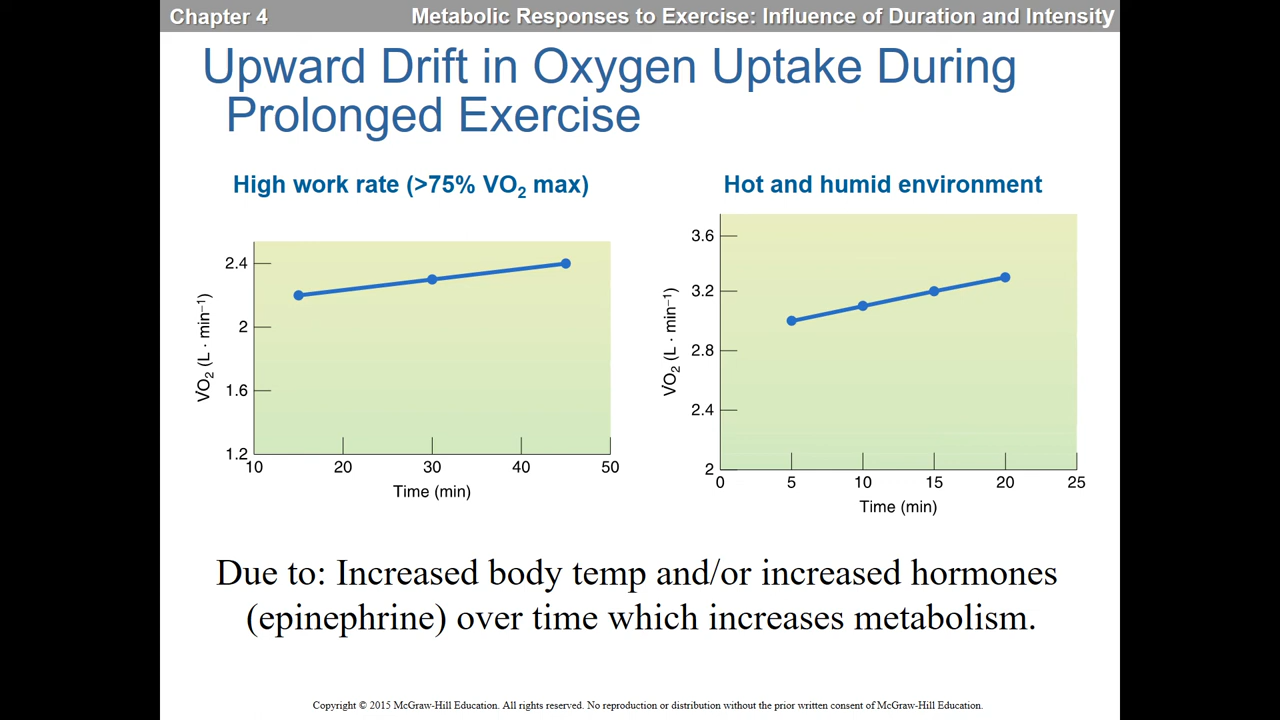 Chapter 4
Metabolic Responses to Exercise: Influence of Duration and Intensity
Upward Drift in Oxygen Uptake During
Prolonged Exercise
High work rate (>75% VO₂ max)
2.4
2
1.6
1.2
VO₂ (L · min⁻¹)
10 20 30 40 50
Time (min)
Hot and humid environment
3.6
3.2
2.8
2.4
2
VO₂ (L · min⁻¹)
0 5 10 15 20 25
Time (min)
Due to: Increased body temp and/or increased hormones
(epinephrine) over time which increases metabolism.
Copyright © 2015 McGraw-Hill Education. All rights reserved. No reproduction or distribution without the prior written consent of McGraw-Hill Education.